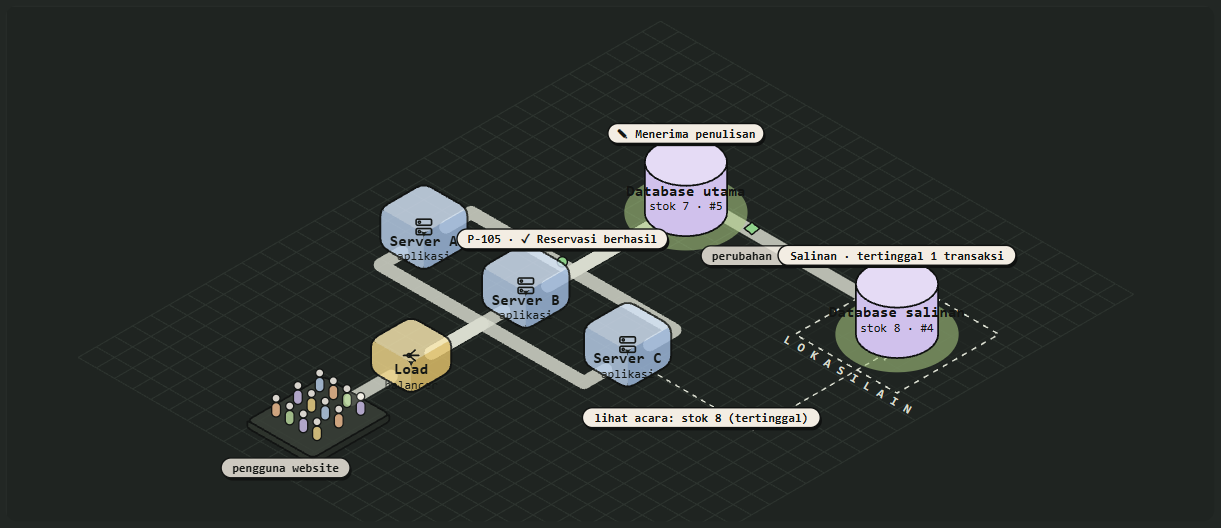 Menerima penulisan
Database utama
stok 7 · #5
Server A
aplikasi
P-105 · ✓ Reservasi berhasil
perubahan
Salinan · tertinggal 1 transaksi
Server B
aplikasi
Database salinan
stok 8 · #4
LOKASI LAIN
Server C
aplikasi
Load
Balancer
lihat acara: stok 8 (tertinggal)
pengguna website